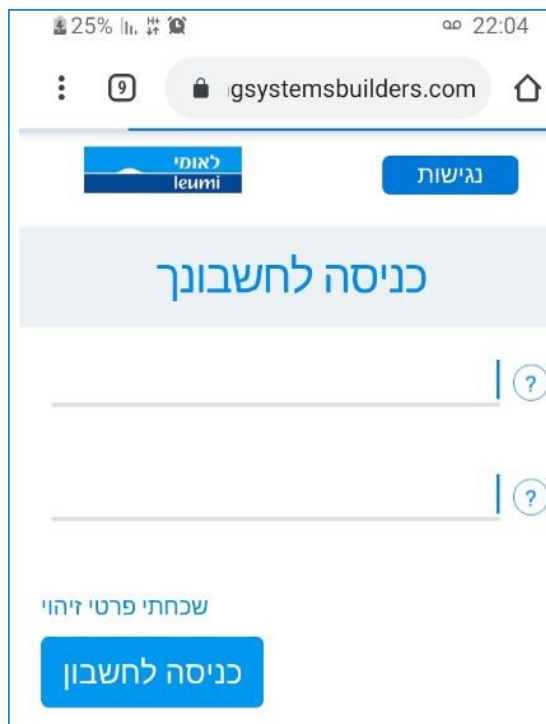 25% 22:04
9 gsystemsbuilders.com
לאומי
leumi
נגישות
כניסה לחשבונך
?
?
שכחתי פרטי זיהוי
כניסה לחשבון